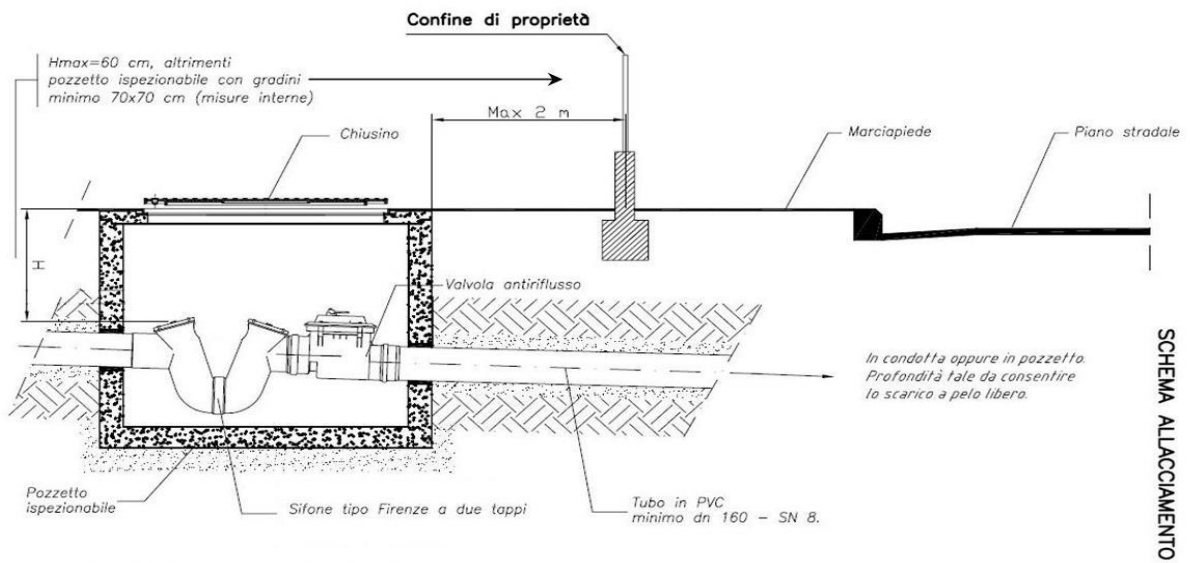 Confine di proprietà
Hmax=60 cm, altrimenti
pozzetto ispezionabile con gradini
minimo 70x70 cm (misure interne)
Max 2 m
Chiusino
Marciapiede
Piano stradale
H
Valvola antiriflusso
In condotta oppure in pozzetto.
Profondità tale da consentire
lo scarico a pelo libero.
SCHEMA ALLACCIAMENTO
Pozzetto
ispezionabile
Sifone tipo Firenze a due tappi
Tubo in PVC
minimo dn 160 – SN 8.